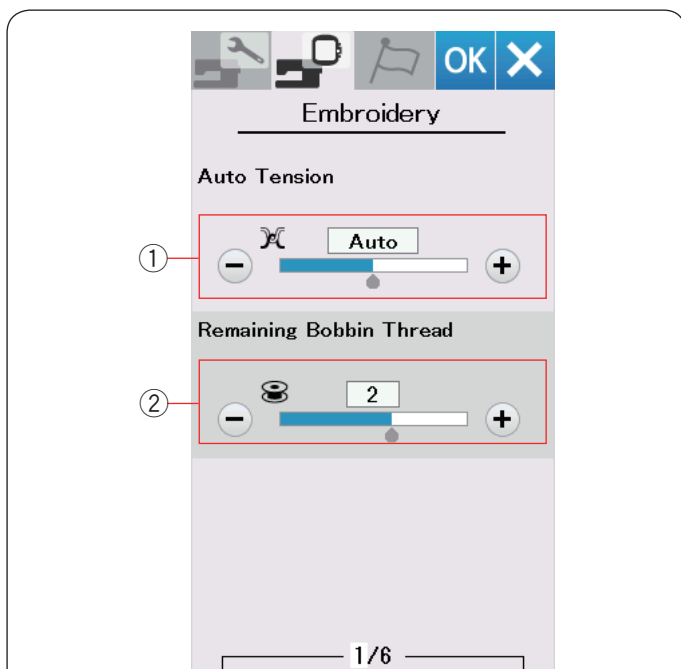 OK
Embroidery
Auto Tension
①
Auto
Remaining Bobbin Thread
②
2
1/6